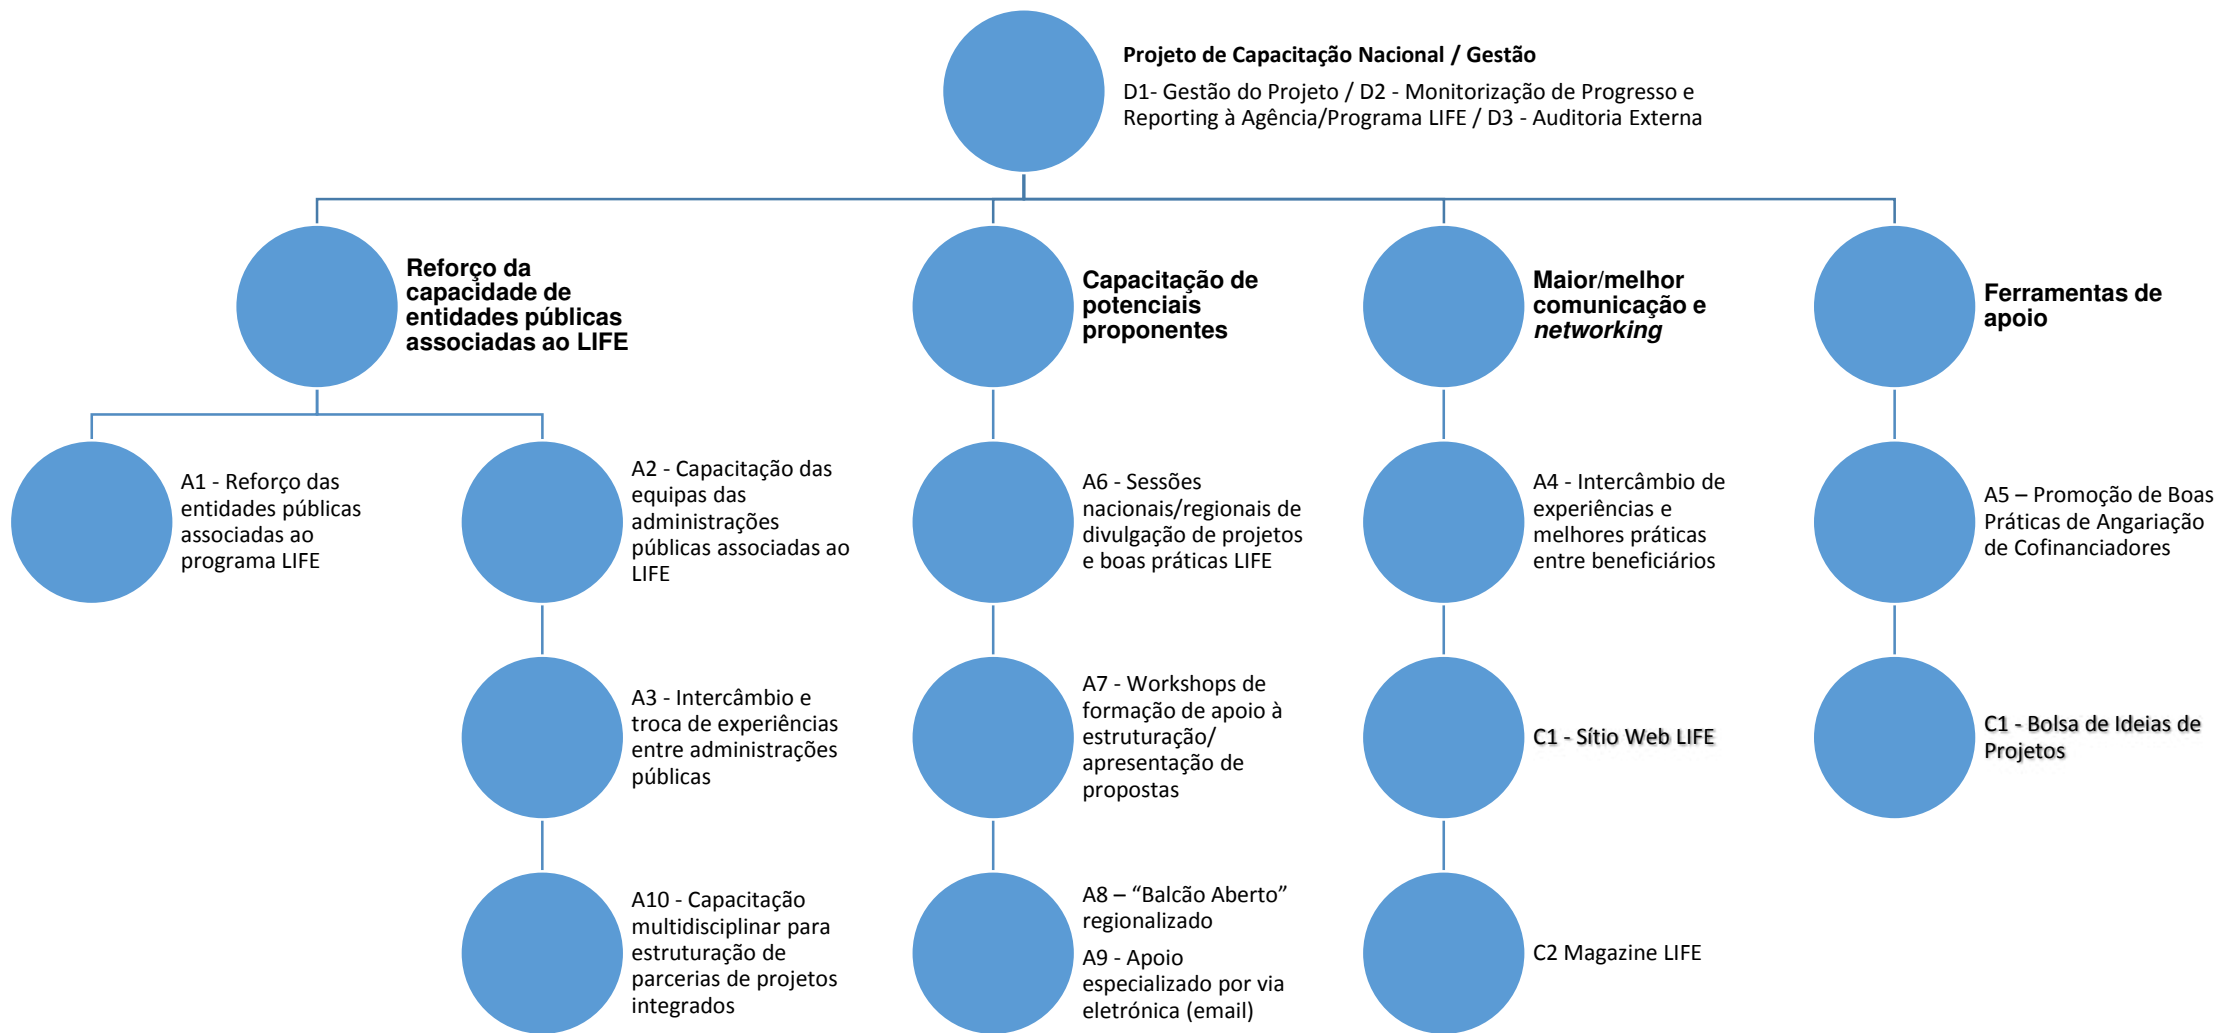 Projeto de Capacitação Nacional / Gestão
D1- Gestão do Projeto / D2 - Monitorização de Progresso e
Reporting à Agência/Programa LIFE / D3 - Auditoria Externa
Reforço da
capacidade de
entidades públicas
associadas ao LIFE
A1 - Reforço das
entidades públicas
associadas ao
programa LIFE
A2 - Capacitação das
equipas das
administrações
públicas associadas ao
LIFE
A3 - Intercâmbio e
troca de experiências
entre administrações
públicas
A10 - Capacitação
multidisciplinar para
estruturação de
parcerias de projetos
integrados
Capacitação de
potenciais
proponentes
A6 - Sessões
nacionais/regionais de
divulgação de projetos
e boas práticas LIFE
A7 - Workshops de
formação de apoio à
estruturação/
apresentação de
propostas
A8 – “Balcão Aberto”
regionalizado
A9 - Apoio
especializado por via
eletrónica (email)
Maior/melhor
comunicação e
networking
A4 - Intercâmbio de
experiências e
melhores práticas
entre beneficiários
C1 - Sítio Web LIFE
C2 Magazine LIFE
Ferramentas de
apoio
A5 – Promoção de Boas
Práticas de Angariação
de Cofinanciadores
C1 - Bolsa de Ideias de
Projetos